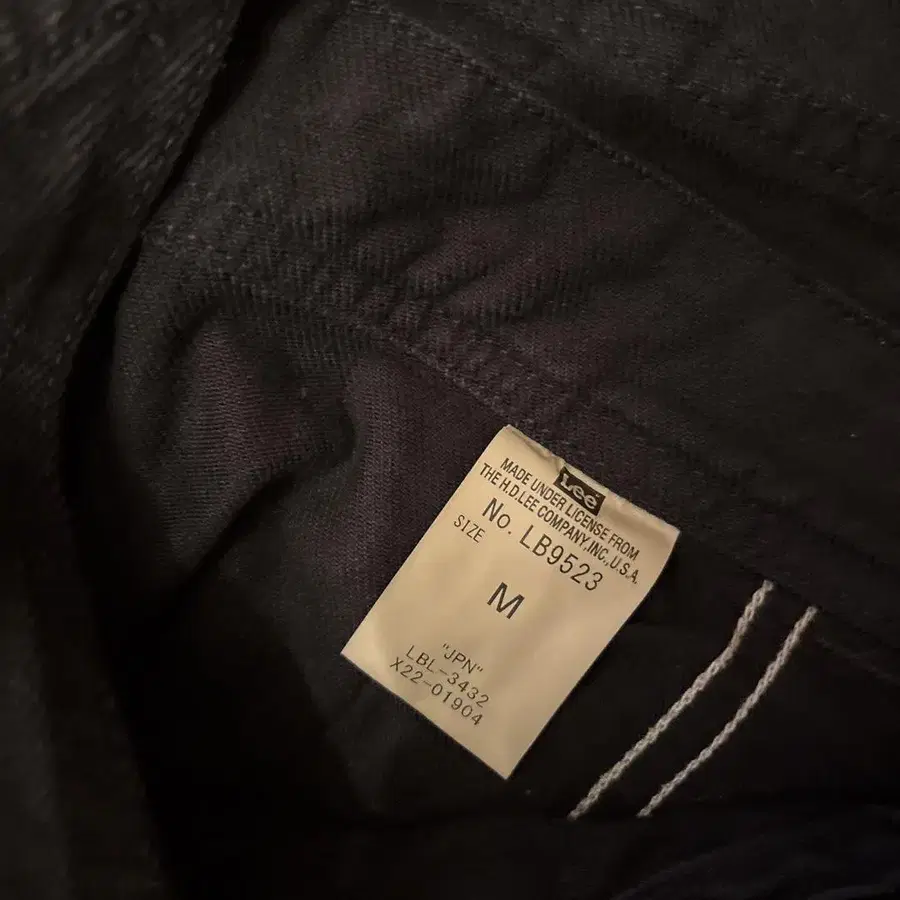 Lee
MADE UNDER LICENSE FROM
THE H.D.LEE COMPANY,INC.,U.S.A.
No. LB9523
SIZE
M
"JPN"
LBL-3432
X22-01904